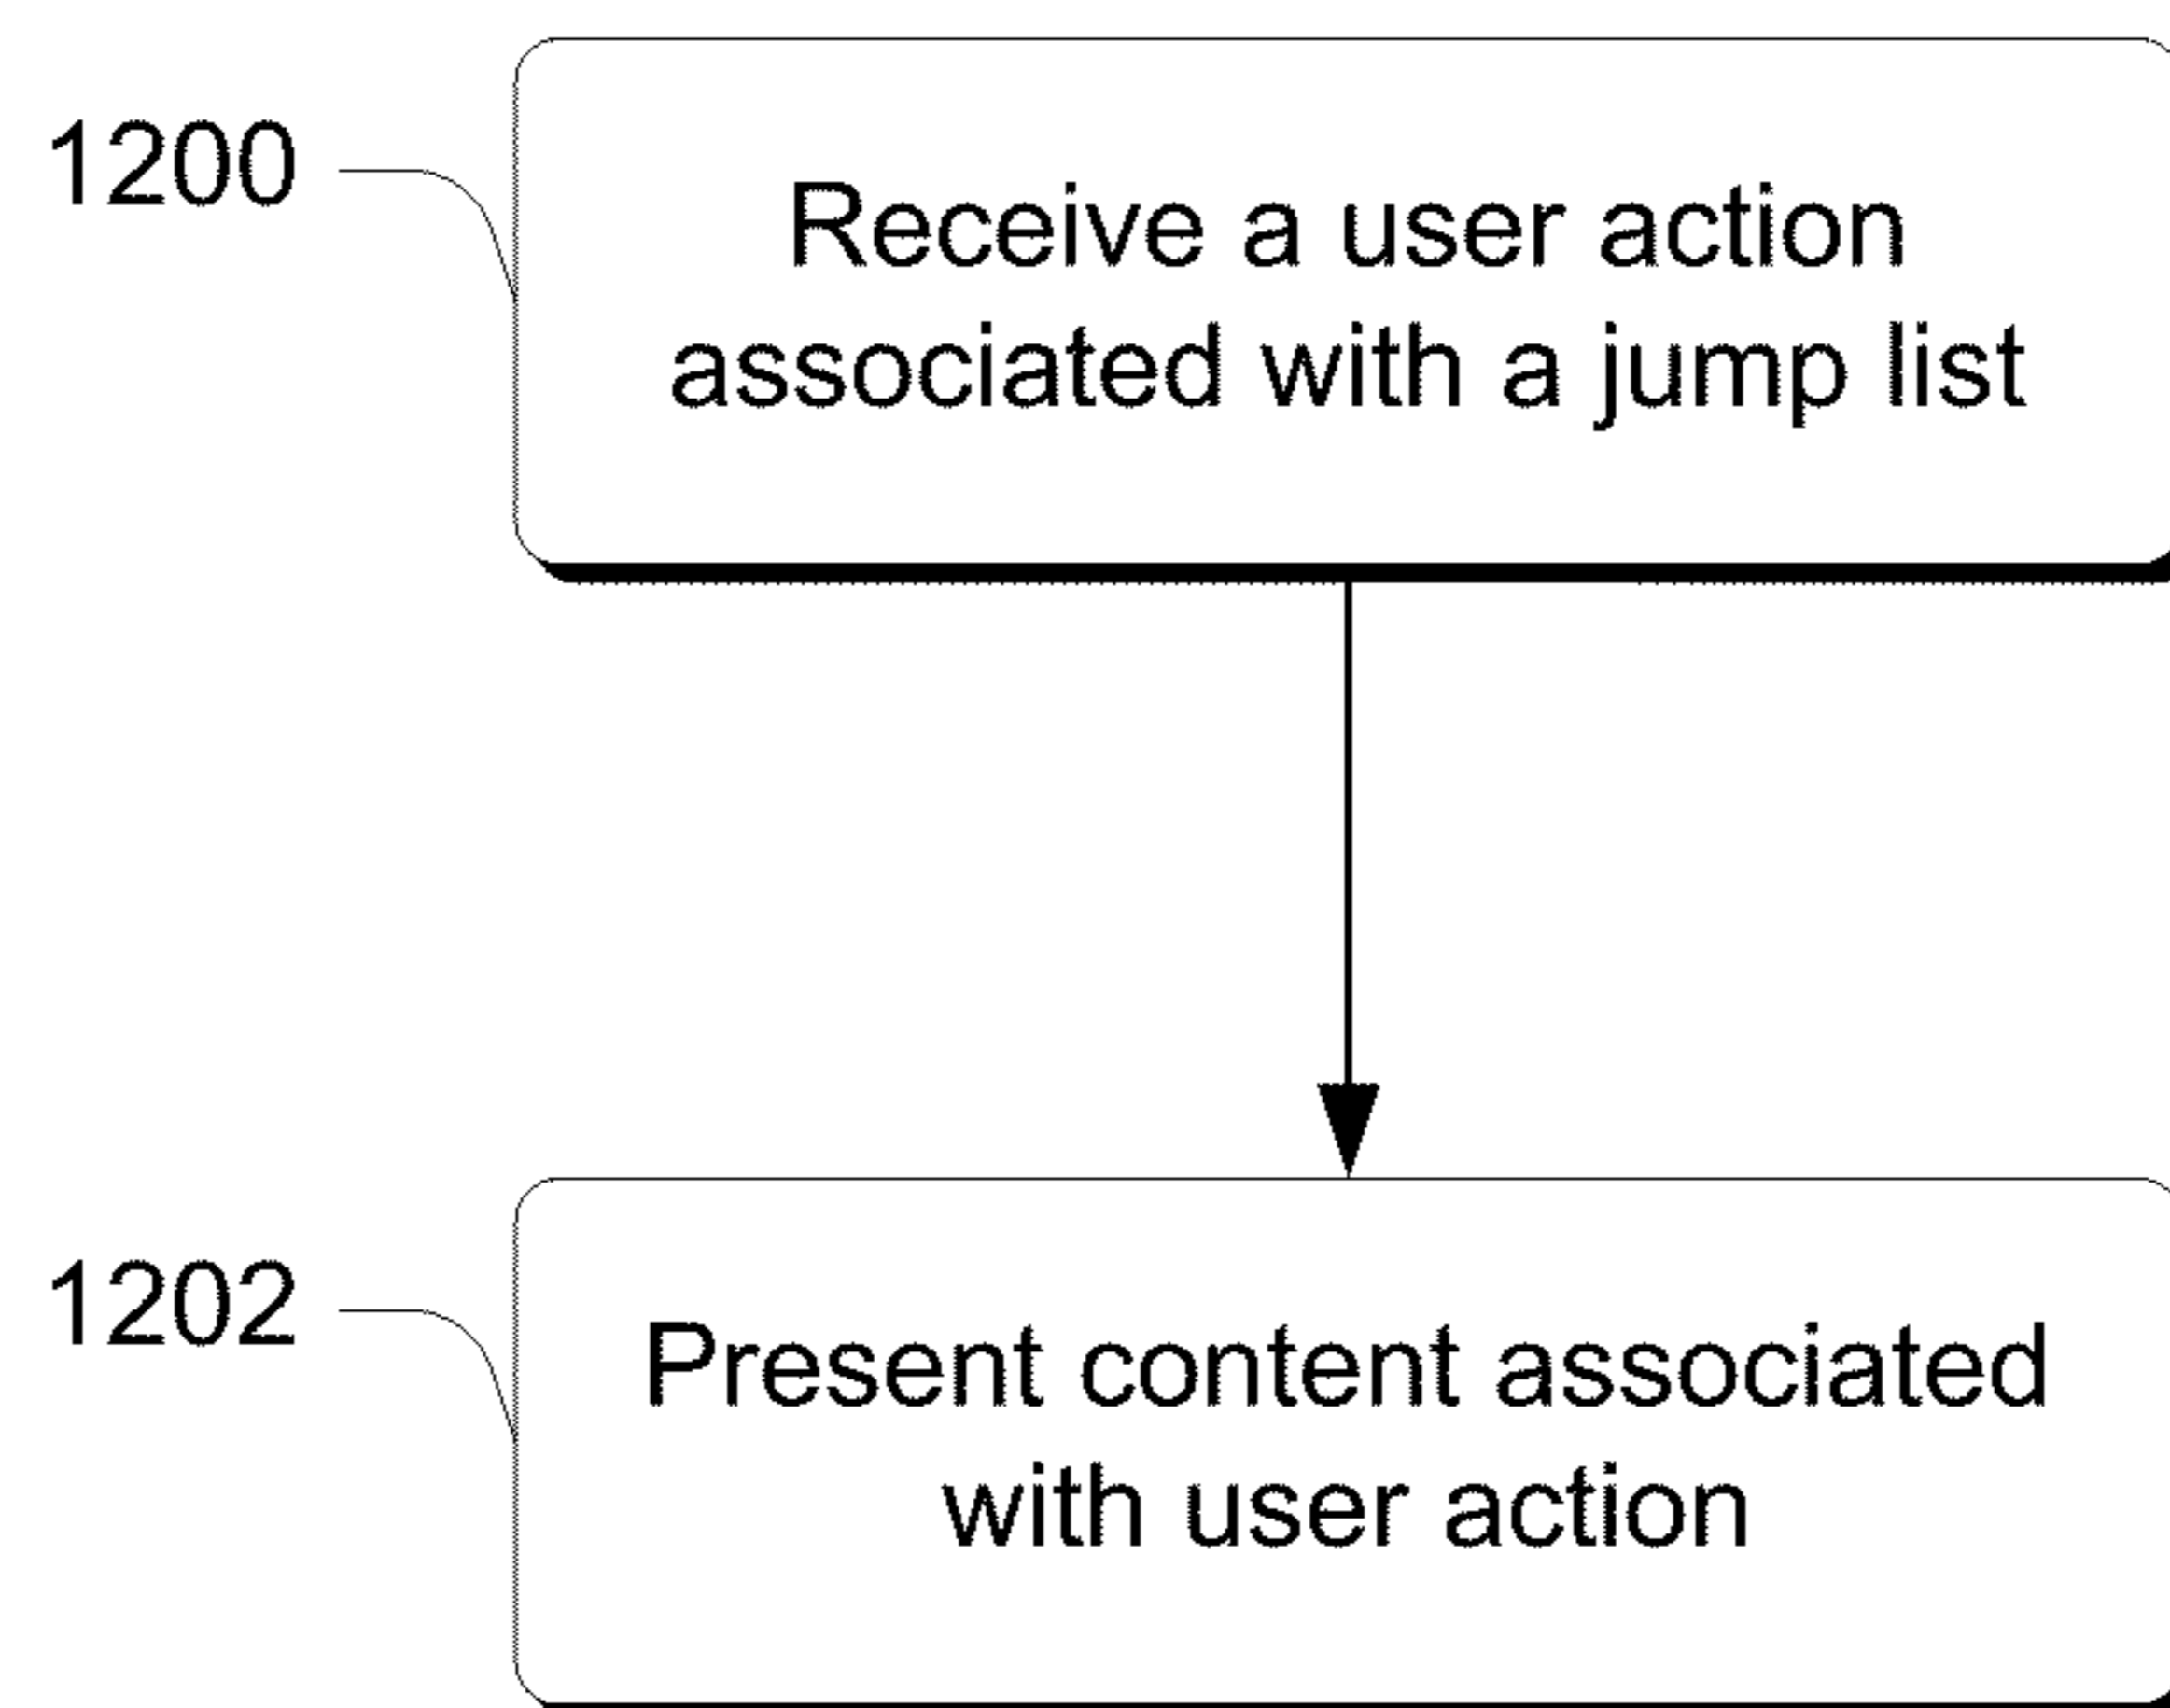 1200
Receive a user action
associated with a jump list
1202
Present content associated
with user action